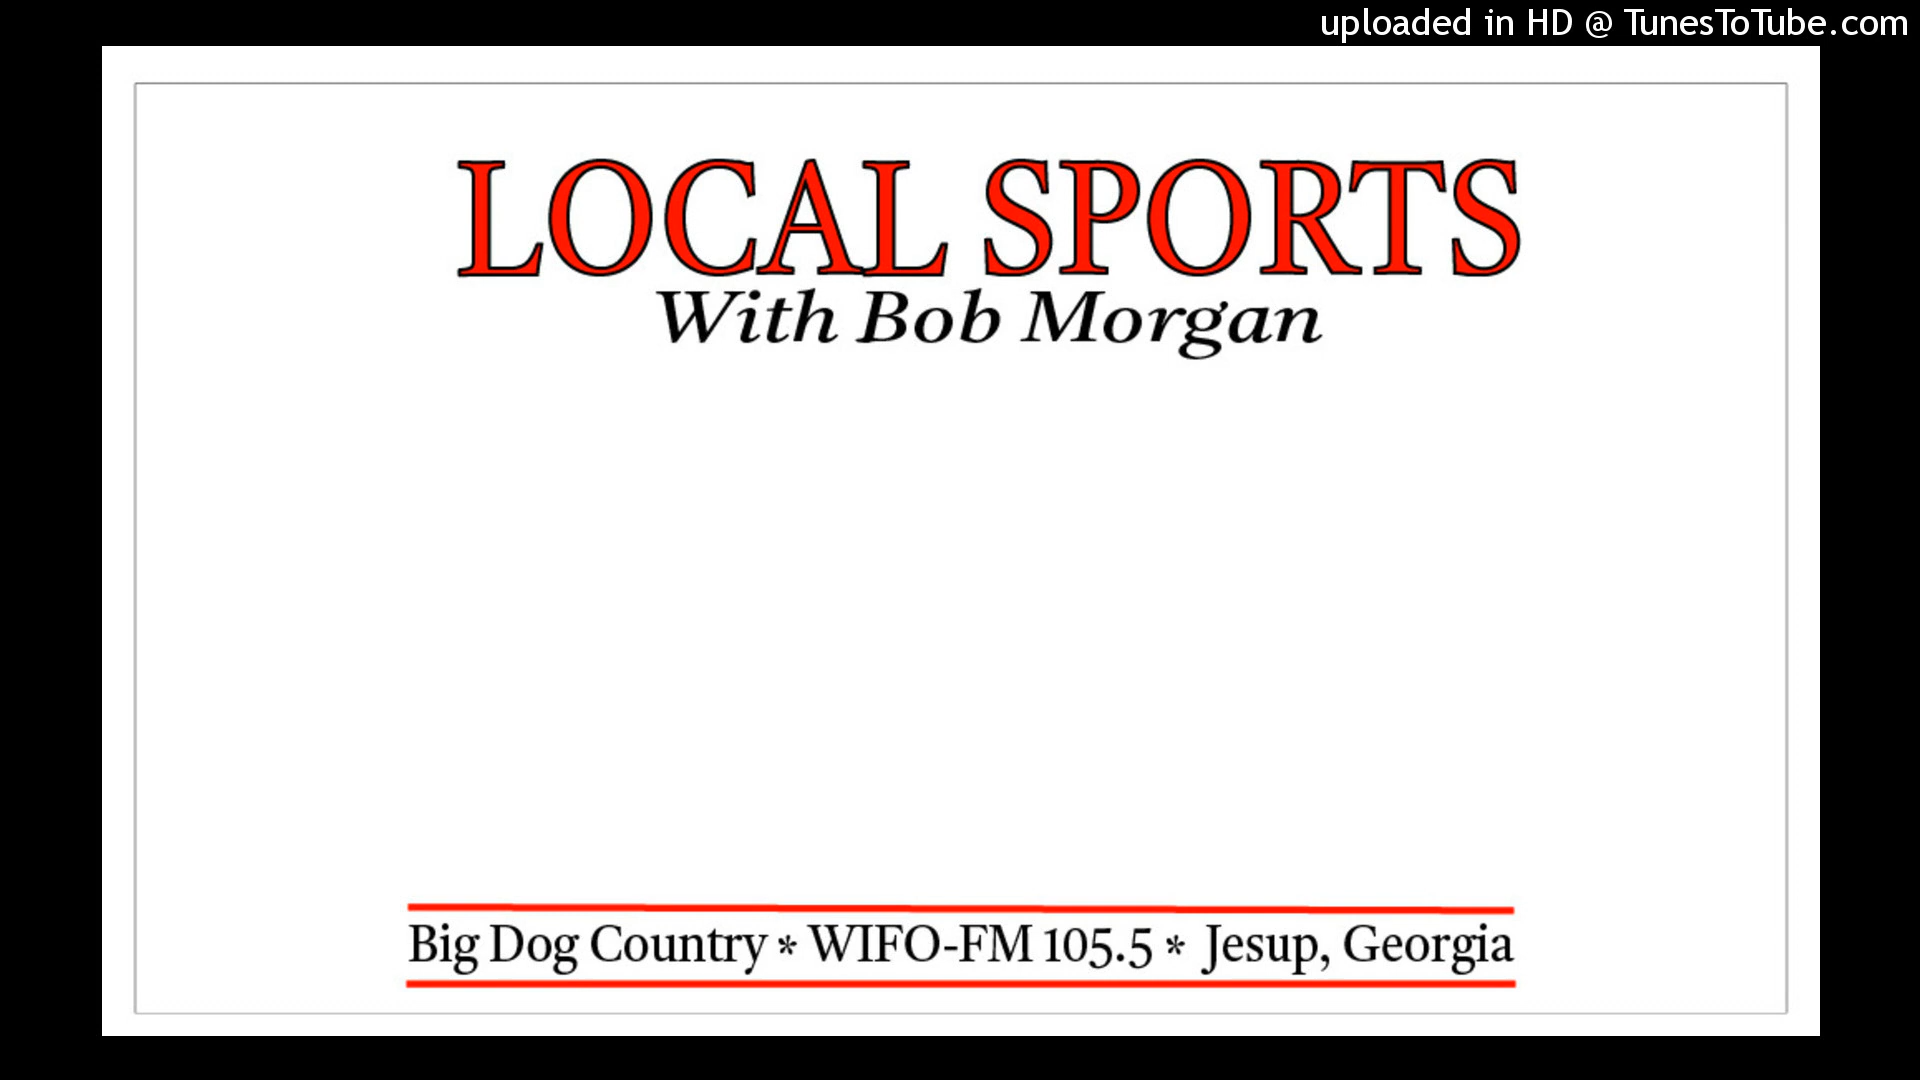 uploaded in HD @ TunesToTube.com
LOCAL SPORTS
With Bob Morgan
Big Dog Country * WIFO-FM 105.5 * Jesup, Georgia